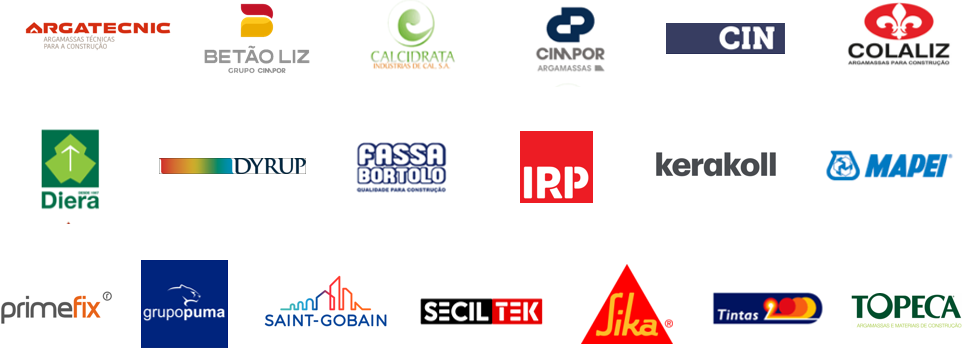 ARGATECNIC
ARGAMASSAS TÉCNICAS
PARA A CONSTRUÇÃO
BETÃO LIZ
GRUPO CIMPOR
CALCIDRATA
INDÚSTRIAS DE CAL, S.A.
CIMPOR
ARGAMASSAS
CIN
COLALIZ
ARGAMASSAS PARA CONSTRUÇÃO
DESDE 1967
Diera
DYRUP
FASSA
BORTOLO
QUALIDADE PARA CONSTRUÇÃO
IRP
kerakoll
MAPEI®
primefix®
grupopuma
SAINT-GOBAIN
SECILTEK
Sika®
Tintas 2000
TOPECA
ARGAMASSAS E MATERIAIS DE CONSTRUÇÃO